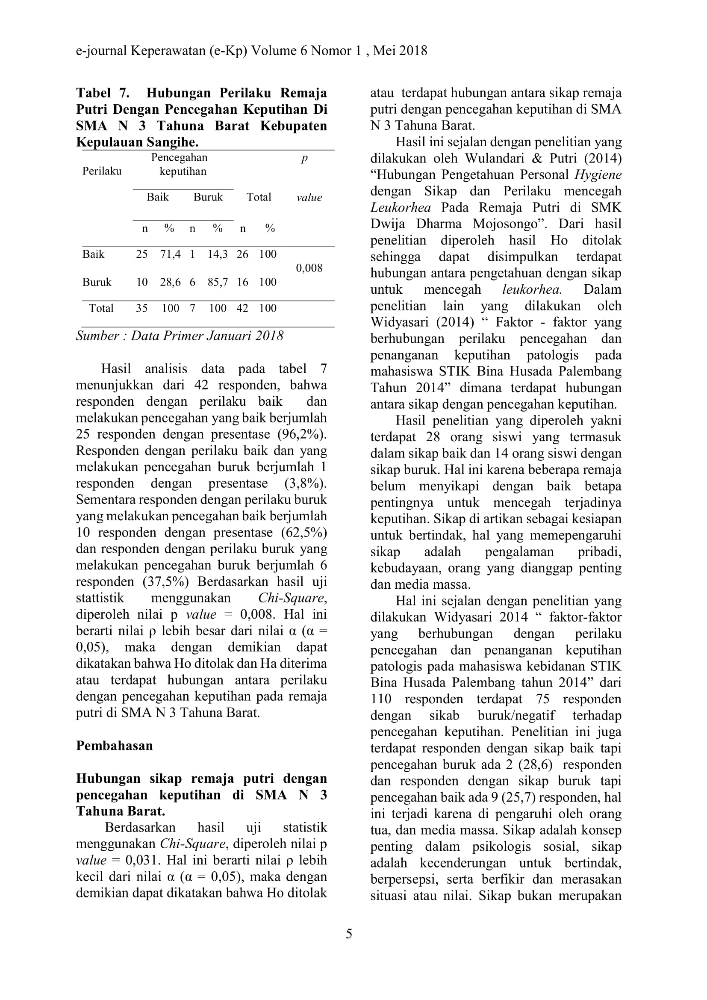 e-journal Keperawatan (e-Kp) Volume 6 Nomor 1 , Mei 2018
Tabel 7. Hubungan Perilaku Remaja
Putri Dengan Pencegahan Keputihan Di
SMA N 3 Tahuna Barat Kebupaten
Kepulauan Sangihe.
Pencegahan p
Perilaku keputihan
Baik Buruk Total value
n % n % n %
Baik 25 71,4 1 14,3 26 100
0,008
Buruk 10 28,6 6 85,7 16 100
Total 35 100 7 100 42 100
Sumber : Data Primer Januari 2018
Hasil analisis data pada tabel 7
menunjukkan dari 42 responden, bahwa
responden dengan perilaku baik dan
melakukan pencegahan yang baik berjumlah
25 responden dengan presentase (96,2%).
Responden dengan perilaku baik dan yang
melakukan pencegahan buruk berjumlah 1
responden dengan presentase (3,8%).
Sementara responden dengan perilaku buruk
yang melakukan pencegahan baik berjumlah
10 responden dengan presentase (62,5%)
dan responden dengan perilaku buruk yang
melakukan pencegahan buruk berjumlah 6
responden (37,5%) Berdasarkan hasil uji
stattistik menggunakan Chi-Square,
diperoleh nilai p value = 0,008. Hal ini
berarti nilai ρ lebih besar dari nilai α (α =
0,05), maka dengan demikian dapat
dikatakan bahwa Ho ditolak dan Ha diterima
atau terdapat hubungan antara perilaku
dengan pencegahan keputihan pada remaja
putri di SMA N 3 Tahuna Barat.
Pembahasan
Hubungan sikap remaja putri dengan
pencegahan keputihan di SMA N 3
Tahuna Barat.
Berdasarkan hasil uji statistik
menggunakan Chi-Square, diperoleh nilai p
value = 0,031. Hal ini berarti nilai ρ lebih
kecil dari nilai α (α = 0,05), maka dengan
demikian dapat dikatakan bahwa Ho ditolak
atau terdapat hubungan antara sikap remaja
putri dengan pencegahan keputihan di SMA
N 3 Tahuna Barat.
Hasil ini sejalan dengan penelitian yang
dilakukan oleh Wulandari & Putri (2014)
“Hubungan Pengetahuan Personal Hygiene
dengan Sikap dan Perilaku mencegah
Leukorhea Pada Remaja Putri di SMK
Dwija Dharma Mojosongo”. Dari hasil
penelitian diperoleh hasil Ho ditolak
sehingga dapat disimpulkan terdapat
hubungan antara pengetahuan dengan sikap
untuk mencegah leukorhea. Dalam
penelitian lain yang dilakukan oleh
Widyasari (2014) “ Faktor - faktor yang
berhubungan perilaku pencegahan dan
penanganan keputihan patologis pada
mahasiswa STIK Bina Husada Palembang
Tahun 2014” dimana terdapat hubungan
antara sikap dengan pencegahan keputihan.
Hasil penelitian yang diperoleh yakni
terdapat 28 orang siswi yang termasuk
dalam sikap baik dan 14 orang siswi dengan
sikap buruk. Hal ini karena beberapa remaja
belum menyikapi dengan baik betapa
pentingnya untuk mencegah terjadinya
keputihan. Sikap di artikan sebagai kesiapan
untuk bertindak, hal yang memepengaruhi
sikap adalah pengalaman pribadi,
kebudayaan, orang yang dianggap penting
dan media massa.
Hal ini sejalan dengan penelitian yang
dilakukan Widyasari 2014 “ faktor-faktor
yang berhubungan dengan perilaku
pencegahan dan penanganan keputihan
patologis pada mahasiswa kebidanan STIK
Bina Husada Palembang tahun 2014” dari
110 responden terdapat 75 responden
dengan sikab buruk/negatif terhadap
pencegahan keputihan. Penelitian ini juga
terdapat responden dengan sikap baik tapi
pencegahan buruk ada 2 (28,6) responden
dan responden dengan sikap buruk tapi
pencegahan baik ada 9 (25,7) responden, hal
ini terjadi karena di pengaruhi oleh orang
tua, dan media massa. Sikap adalah konsep
penting dalam psikologis sosial, sikap
adalah kecenderungan untuk bertindak,
berpersepsi, serta berfikir dan merasakan
situasi atau nilai. Sikap bukan merupakan
5